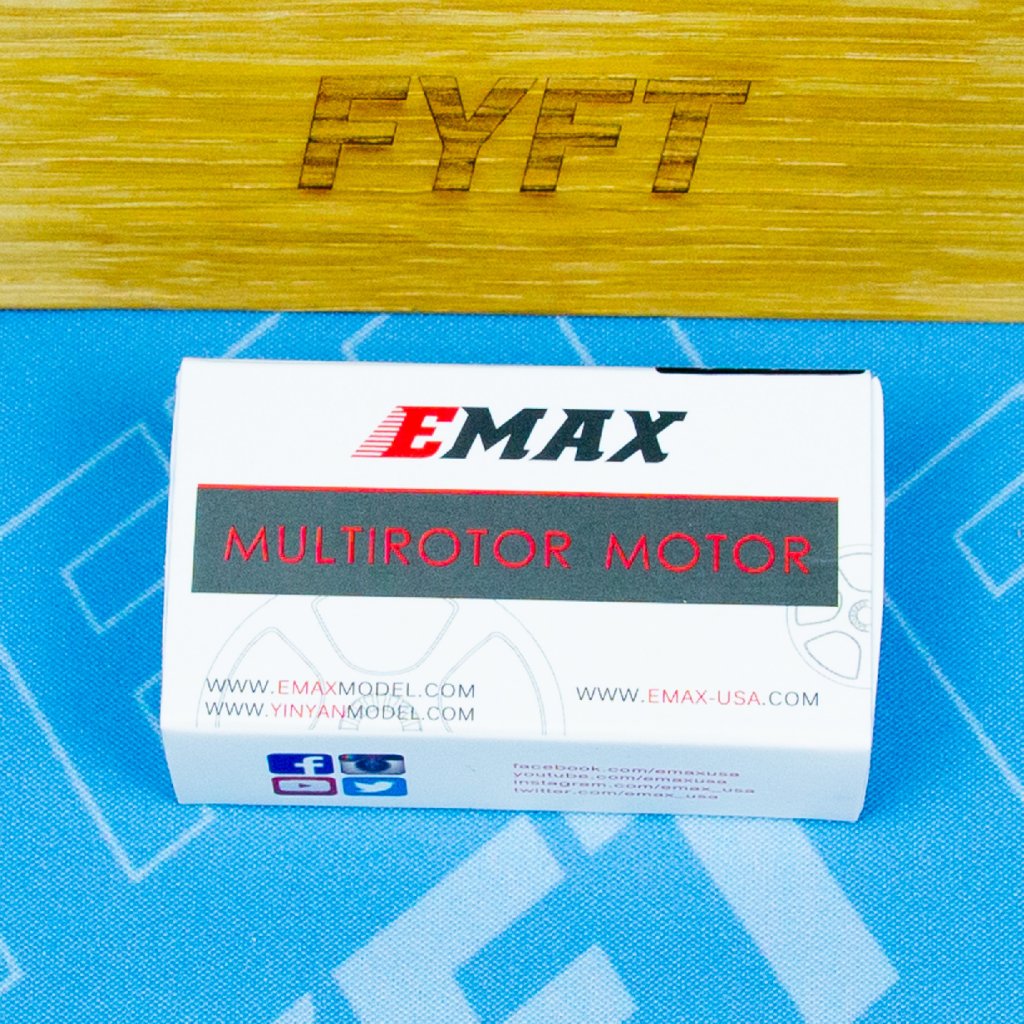 FYFT
EMAX
MULTIROTOR MOTOR
WWW.EMAXMODEL.COM
WWW.YINYANMODEL.COM
WWW.EMAX-USA.COM
facebook.com/emaxusa
youtube.com/emaxusa
instagram.com/emax_usa
twitter.com/emax_usa